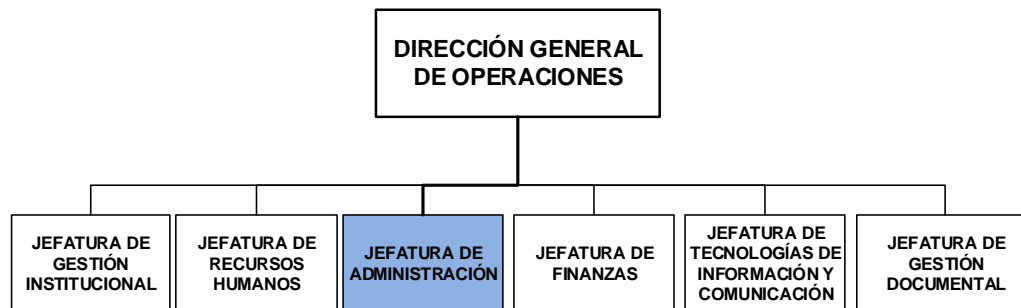 DIRECCIÓN GENERAL
DE OPERACIONES
JEFATURA DE
GESTIÓN
INSTITUCIONAL
JEFATURA DE
RECURSOS
HUMANOS
JEFATURA DE
ADMINISTRACIÓN
JEFATURA DE
FINANZAS
JEFATURA DE
TECNOLOGÍAS DE
INFORMACIÓN Y
COMUNICACIÓN
JEFATURA DE
GESTIÓN
DOCUMENTAL